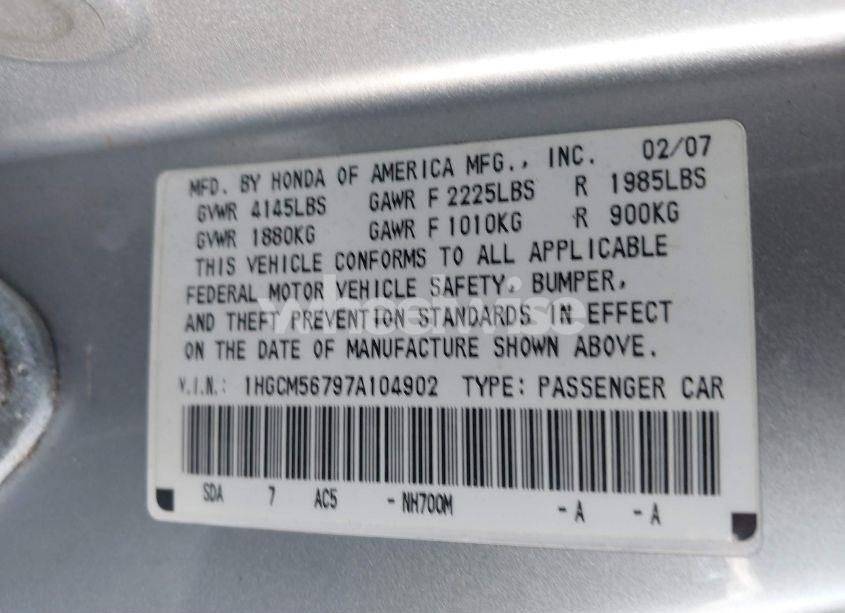 MFD. BY HONDA OF AMERICA MFG., INC. 02/07
GVWR 4145LBS GAWR F 2225LBS R 1985LBS
GVWR 1880KG GAWR F 1010KG R 900KG
THIS VEHICLE CONFORMS TO ALL APPLICABLE
FEDERAL MOTOR VEHICLE SAFETY, BUMPER,
AND THEFT PREVENTION STANDARDS IN EFFECT
ON THE DATE OF MANUFACTURE SHOWN ABOVE.
V.I.N.: 1HGCM56797A104902 TYPE: PASSENGER CAR
SDA 7 AC5 -NH700M -A -A
wheelwise